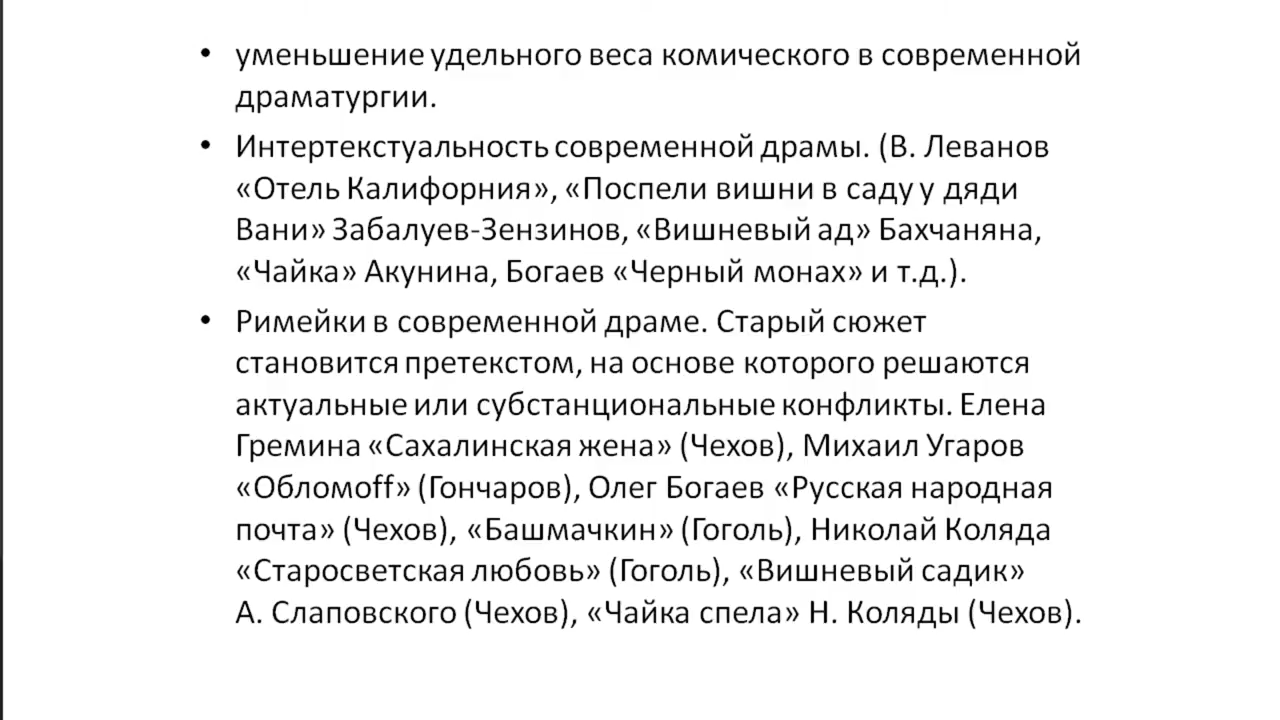 • уменьшение удельного веса комического в современной
драматургии.
• Интертекстуальность современной драмы. (В. Леванов
«Отель Калифорния», «Поспели вишни в саду у дяди
Вани» Забалуев-Зензинов, «Вишневый ад» Бахчаняна,
«Чайка» Акунина, Богаев «Черный монах» и т.д.).
• Римейки в современной драме. Старый сюжет
становится претекстом, на основе которого решаются
актуальные или субстанциональные конфликты. Елена
Гремина «Сахалинская жена» (Чехов), Михаил Угаров
«Обломоff» (Гончаров), Олег Богаев «Русская народная
почта» (Чехов), «Башмачкин» (Гоголь), Николай Коляда
«Старосветская любовь» (Гоголь), «Вишневый садик»
А. Слаповского (Чехов), «Чайка спела» Н. Коляды (Чехов).